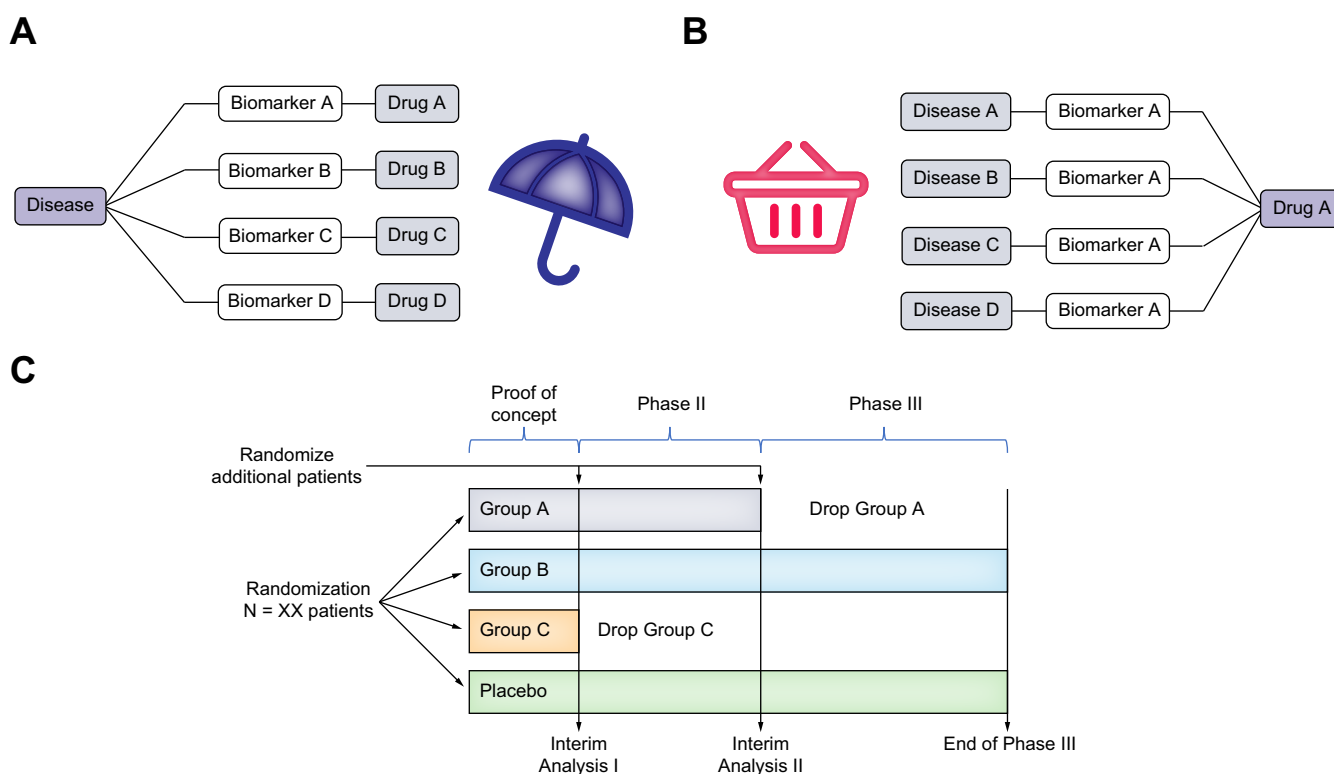 A
Disease
Biomarker A
Drug A
Biomarker B
Drug B
Biomarker C
Drug C
Biomarker D
Drug D
B
Disease A
Biomarker A
Disease B
Biomarker A
Disease C
Biomarker A
Disease D
Biomarker A
Drug A
C
Proof of
concept
Phase II
Phase III
Randomize
additional patients
Group A
Drop Group A
Group B
Randomization
N = XX patients
Group C
Drop Group C
Placebo
Interim
Analysis I
Interim
Analysis II
End of Phase III